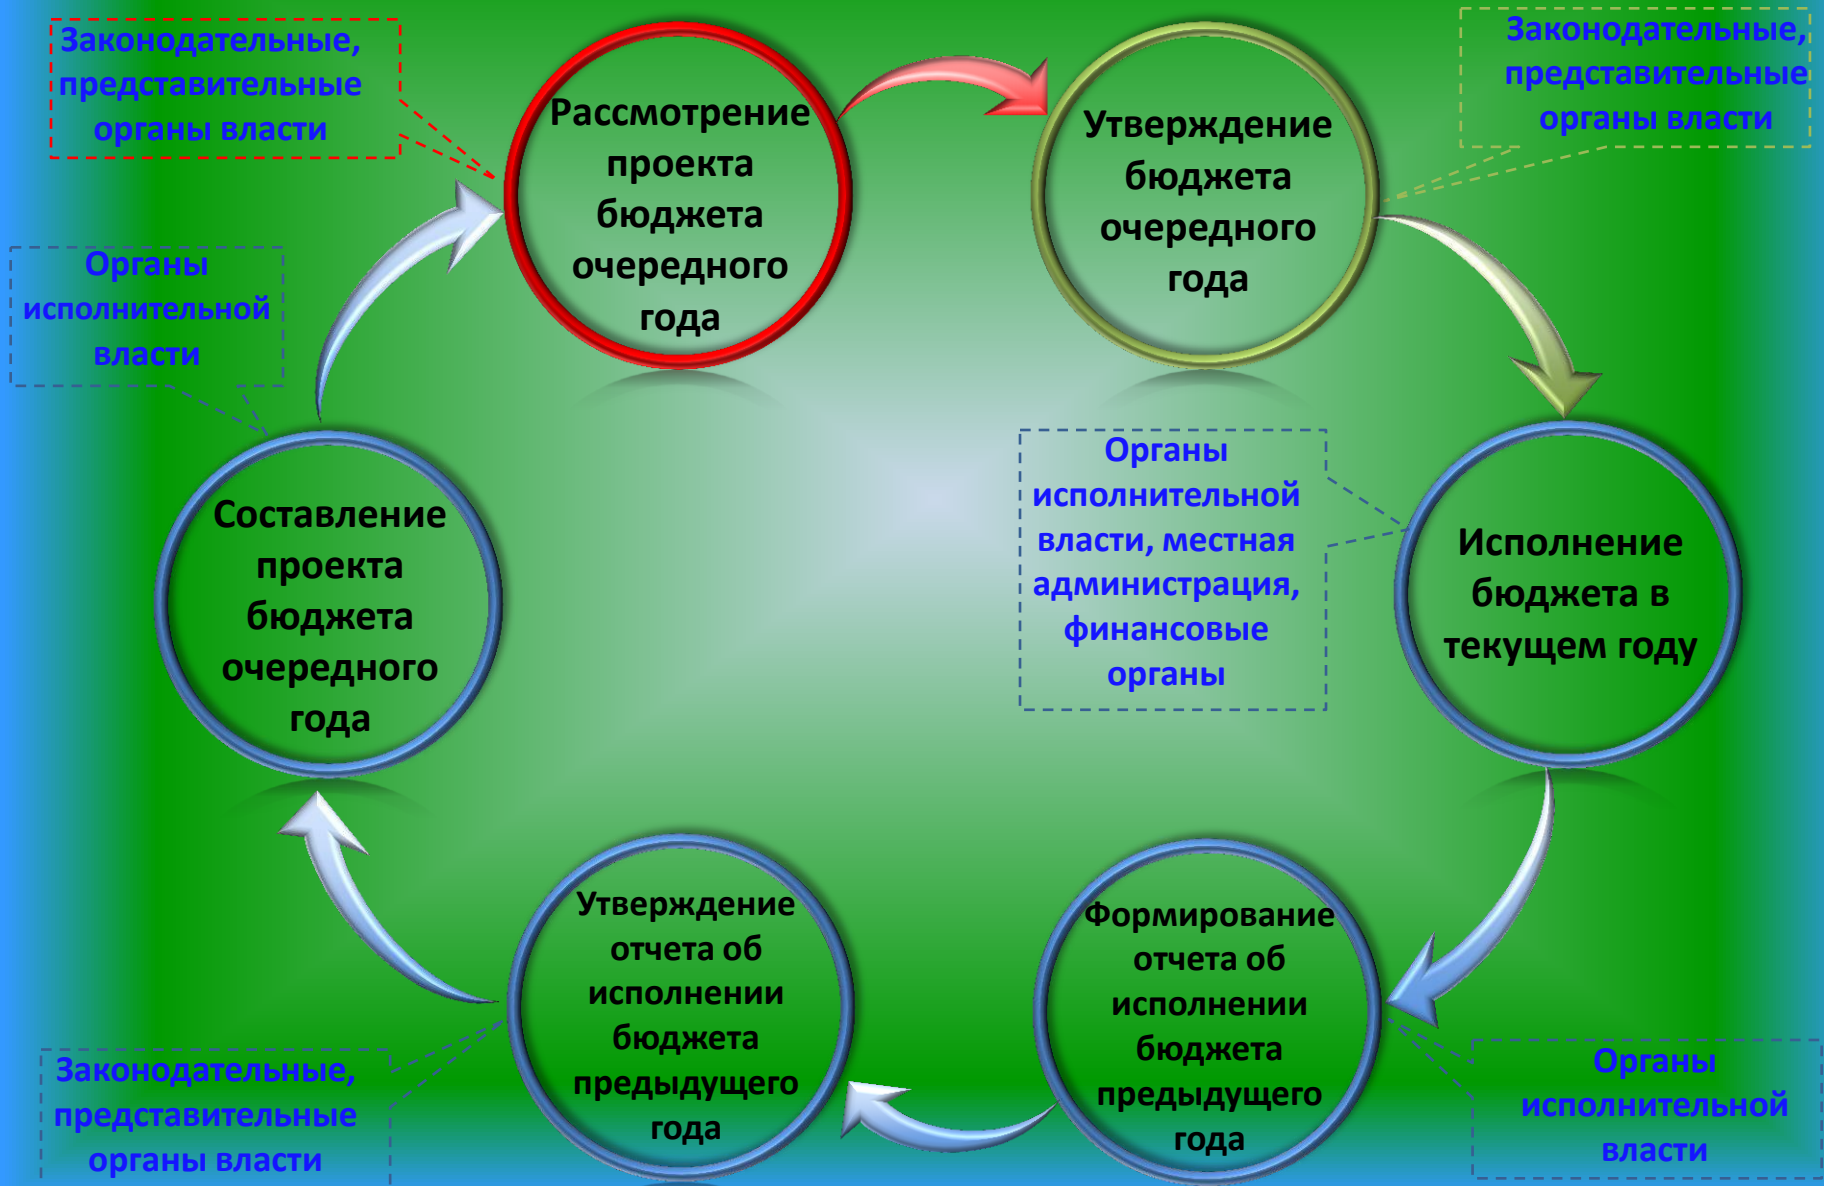 Законодательные,
представительные
органы власти
Рассмотрение
проекта
бюджета
очередного
года
Утверждение
бюджета
очередного
года
Законодательные,
представительные
органы власти
Органы
исполнительной
власти
Составление
проекта
бюджета
очередного
года
Органы
исполнительной
власти, местная
администрация,
финансовые
органы
Исполнение
бюджета в
текущем году
Законодательные,
представительные
органы власти
Утверждение
отчета об
исполнении
бюджета
предыдущего
года
Формирование
отчета об
исполнении
бюджета
предыдущего
года
Органы
исполнительной
власти